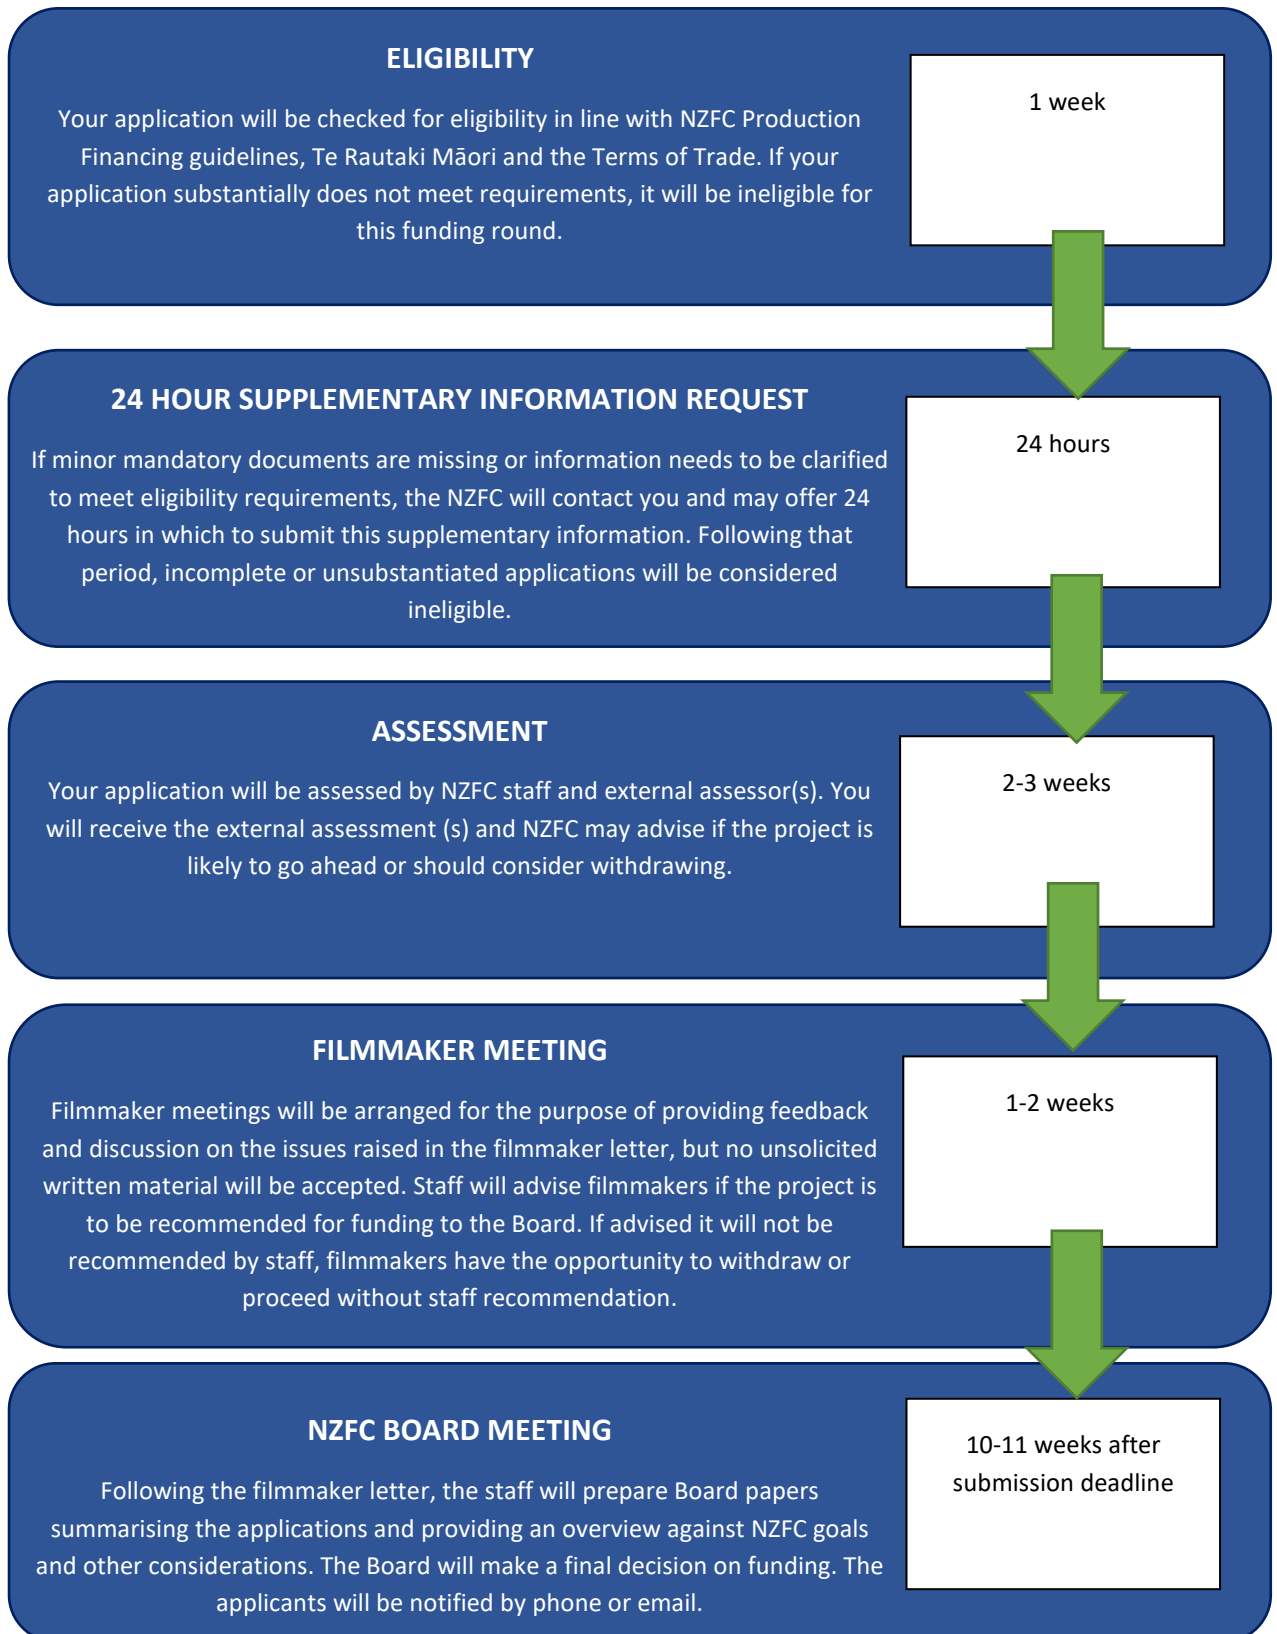 ELIGIBILITY
Your application will be checked for eligibility in line with NZFC Production
Financing guidelines, Te Rautaki Māori and the Terms of Trade. If your
application substantially does not meet requirements, it will be ineligible for
this funding round.
1 week
24 HOUR SUPPLEMENTARY INFORMATION REQUEST
If minor mandatory documents are missing or information needs to be clarified
to meet eligibility requirements, the NZFC will contact you and may offer 24
hours in which to submit this supplementary information. Following that
period, incomplete or unsubstantiated applications will be considered
ineligible.
24 hours
ASSESSMENT
Your application will be assessed by NZFC staff and external assessor(s). You
will receive the external assessment (s) and NZFC may advise if the project is
likely to go ahead or should consider withdrawing.
2-3 weeks
FILMMAKER MEETING
Filmmaker meetings will be arranged for the purpose of providing feedback
and discussion on the issues raised in the filmmaker letter, but no unsolicited
written material will be accepted. Staff will advise filmmakers if the project is
to be recommended for funding to the Board. If advised it will not be
recommended by staff, filmmakers have the opportunity to withdraw or
proceed without staff recommendation.
1-2 weeks
NZFC BOARD MEETING
Following the filmmaker letter, the staff will prepare Board papers
summarising the applications and providing an overview against NZFC goals
and other considerations. The Board will make a final decision on funding. The
applicants will be notified by phone or email.
10-11 weeks after
submission deadline